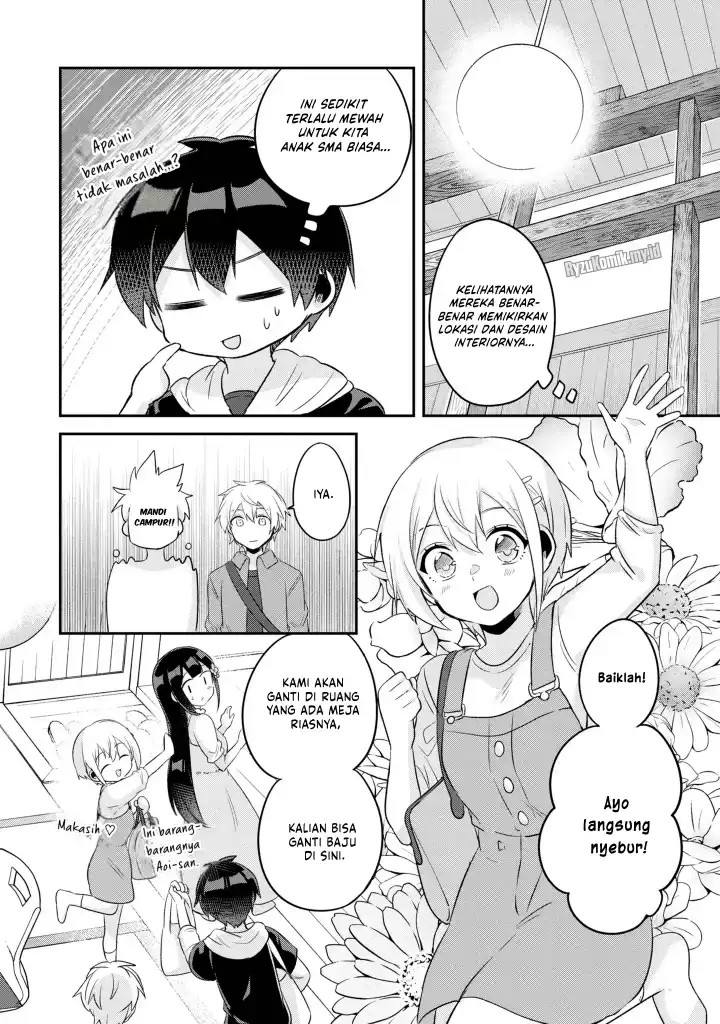 KELIHATANNYA
MEREKA BENAR-
BENAR MEMIKIRKAN
LOKASI DAN DESAIN
INTERIORNYA...
RyzuKomik.my.id
INI SEDIKIT
TERLALU MEWAH
UNTUK KITA
ANAK SMA BIASA...
Apa ini
benar-benar
tidak masalah...?
IYA.
MANDI
CAMPUR!!
Baiklah!
Ayo
langsung
nyebur!
KAMI AKAN
GANTI DI RUANG
YANG ADA MEJA
RIASNYA,
KALIAN BISA
GANTI BAJU
DI SINI.
Ini barang-
barangnya
Aoi-san.
Makasih ♡